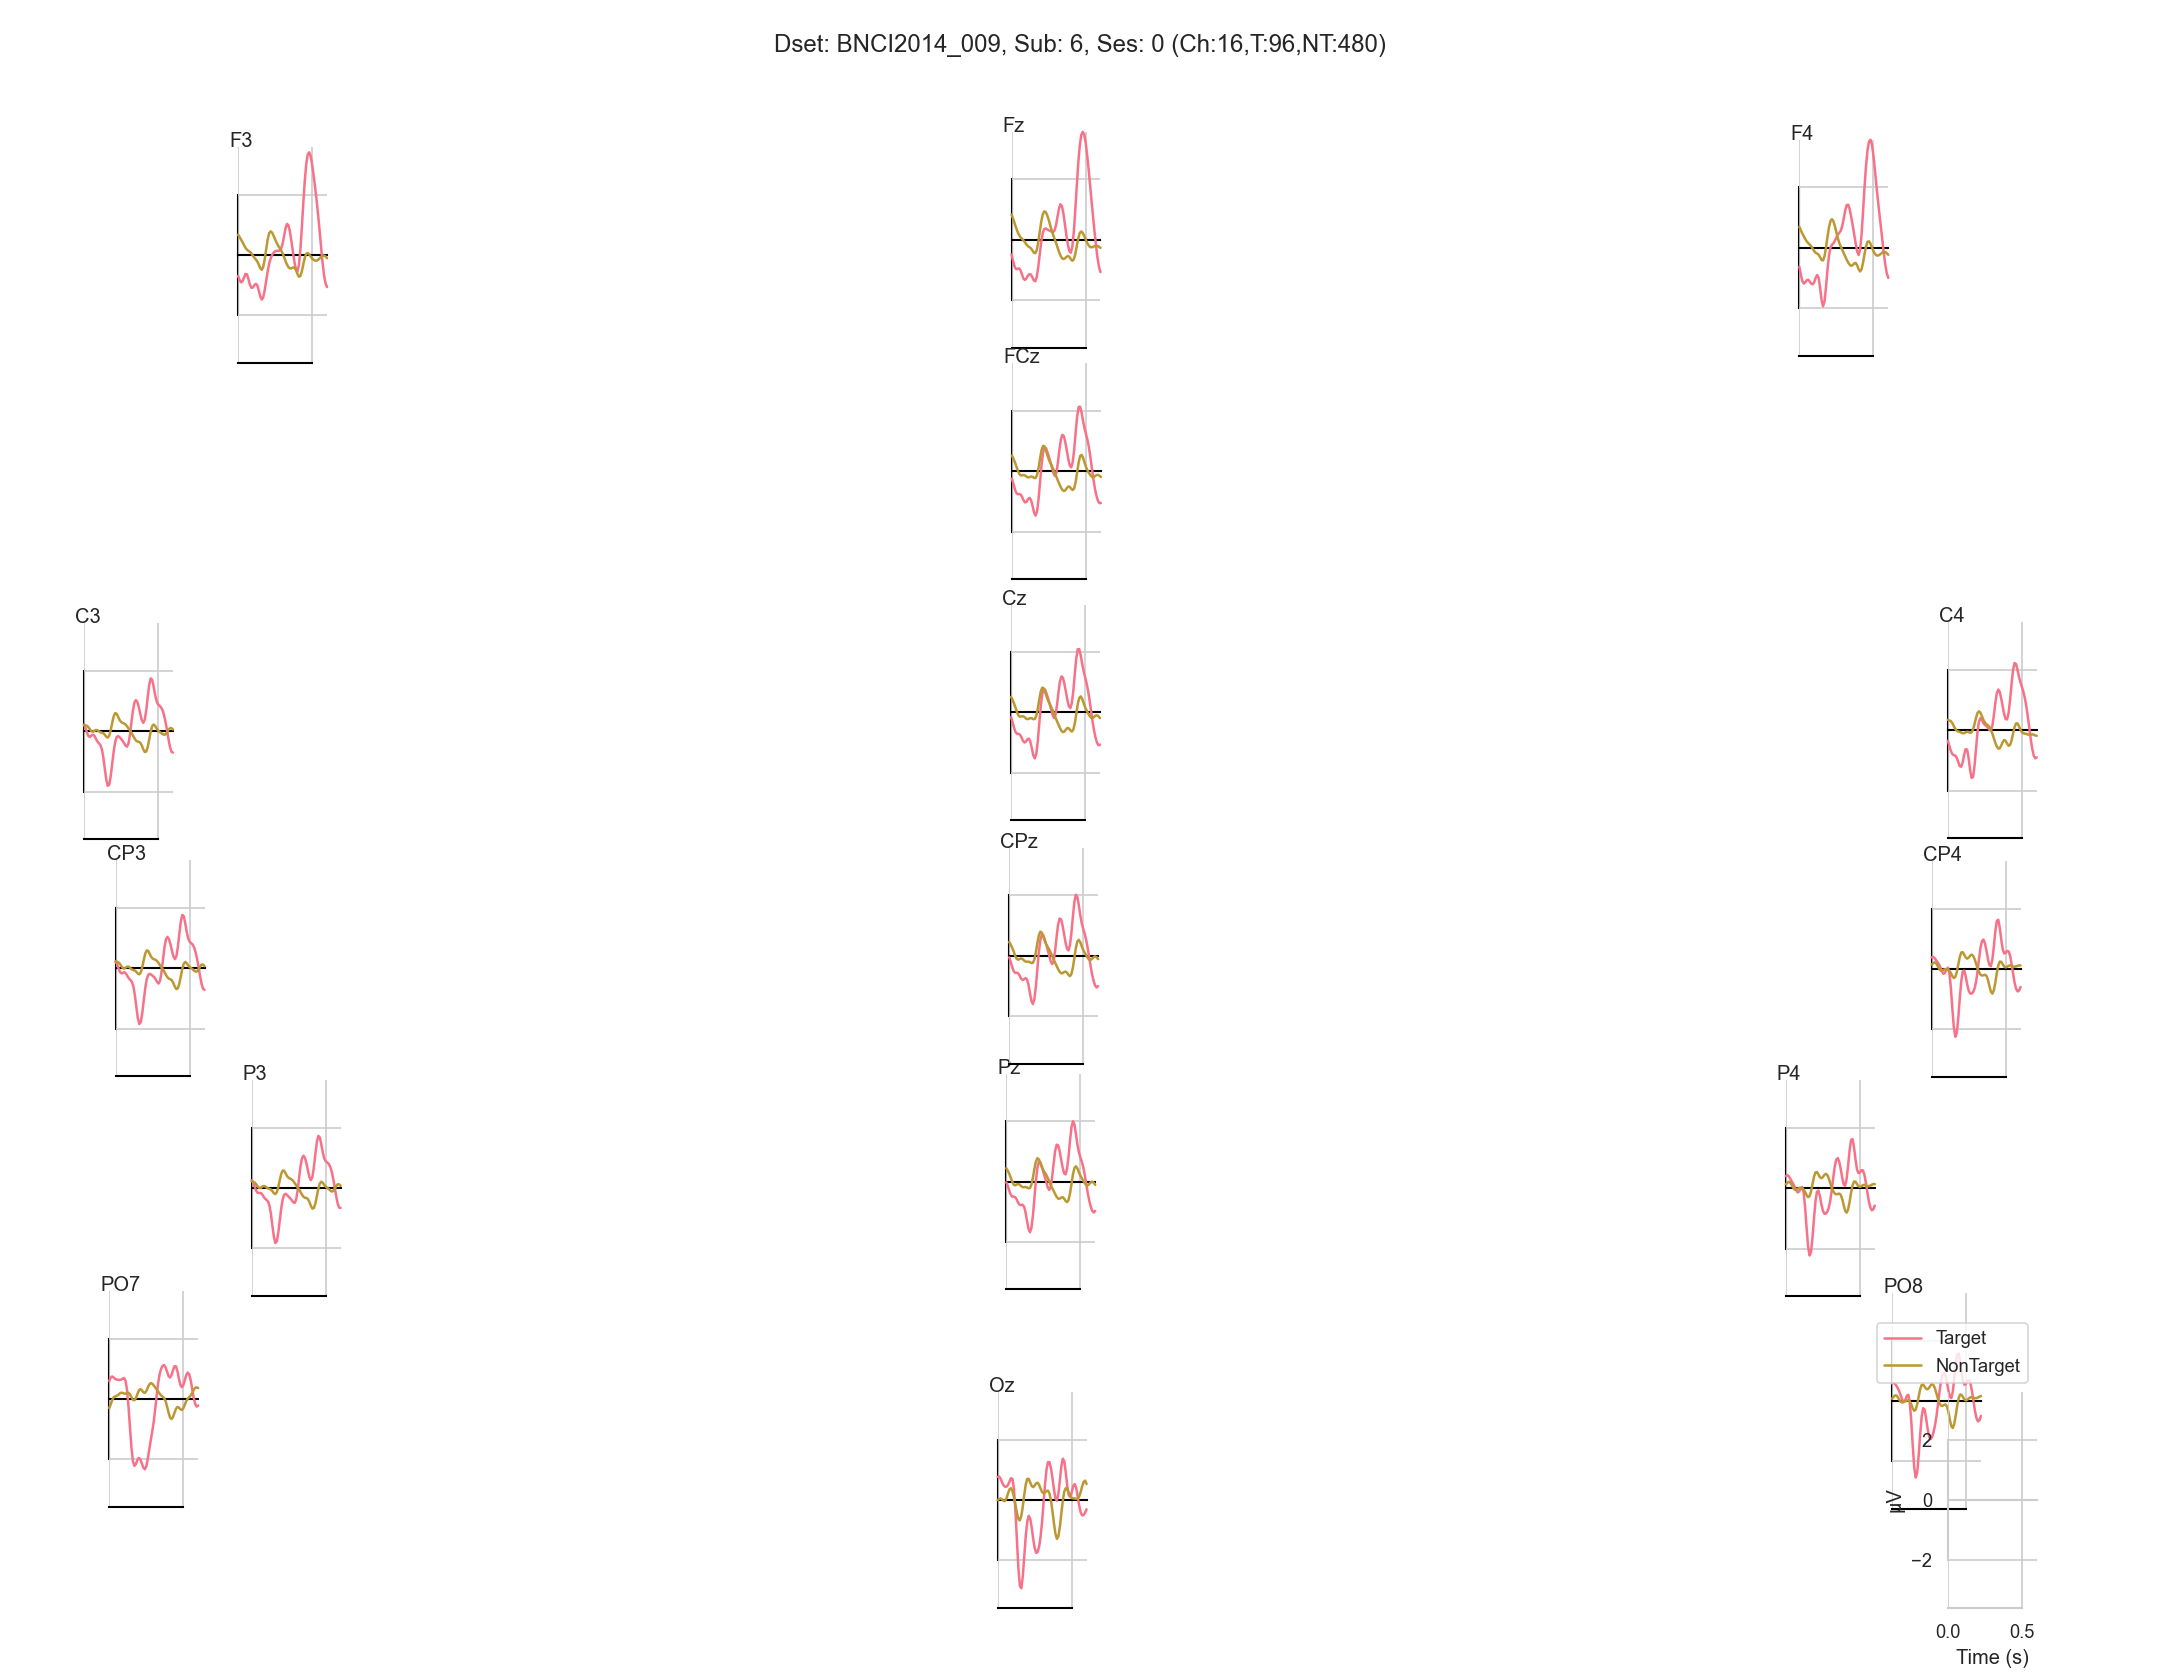 Dset: BNCI2014_009, Sub: 6, Ses: 0 (Ch:16,T:96,NT:480)
F3
Fz
F4
FCz
C3
Cz
C4
CP3
CPz
CP4
P3
Pz
P4
PO7
PO8
Target
NonTarget
Oz
2
0
−2
µV
0.0 0.5
Time (s)